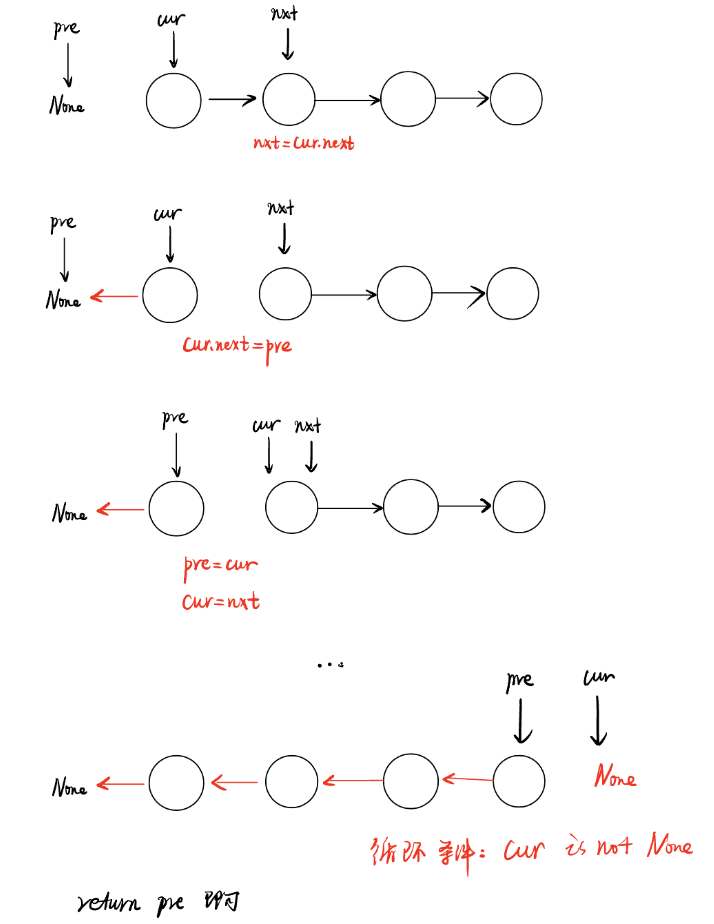 pre cur nxt
None
nxt=cur.next
pre cur nxt
None
cur.next=pre
pre cur nxt
None
pre=cur
cur=nxt
...
pre cur
None None
循环条件: cur is not None
return pre 即可